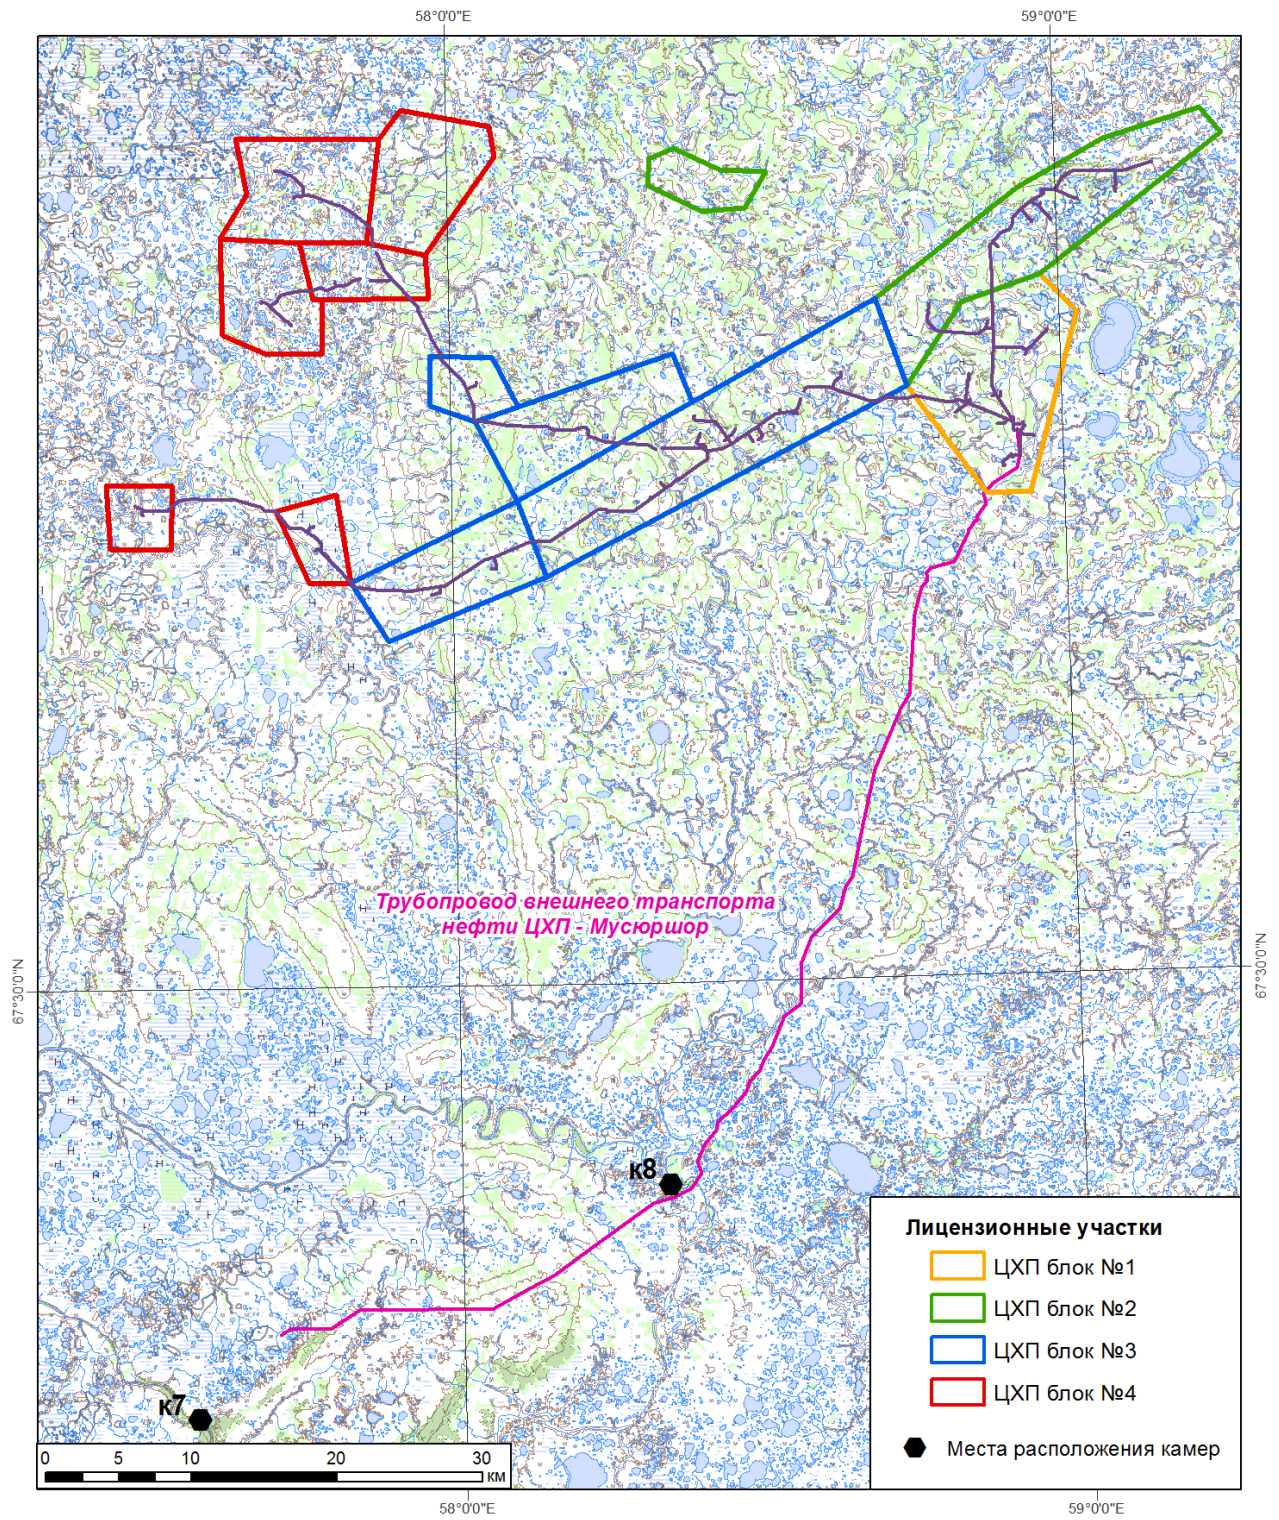 58°0'0"E
59°0'0"E
67°30'0"N
67°30'0"N
Трубопровод внешнего транспорта
нефти ЦХП - Мусюршор
к8
к7
Лицензионные участки
ЦХП блок №1
ЦХП блок №2
ЦХП блок №3
ЦХП блок №4
Места расположения камер
0 5 10 20 30
км
58°0'0"E
59°0'0"E